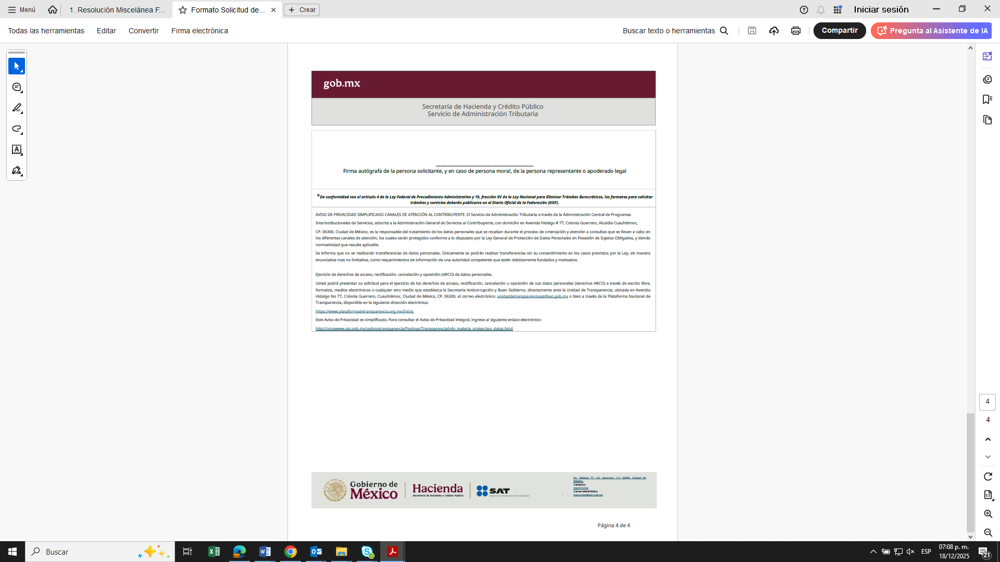 Menú
1. Resolución Miscelánea F...
Formato Solicitud de...
Crear
Iniciar sesión
Todas las herramientas
Editar
Convertir
Firma electrónica
Buscar texto o herramientas
Compartir
Pregunta al Asistente de IA
gob.mx
Secretaría de Hacienda y Crédito Público
Servicio de Administración Tributaria
Firma autógrafa de la persona solicitante, y en caso de persona moral, de la persona representante o apoderado legal
*De conformidad con el artículo 4 de la Ley Federal de Procedimiento Administrativo y 19, fracción XV de la Ley Nacional para Eliminar Trámites Burocráticos, los formatos para solicitar
trámites y servicios deberán publicarse en el Diario Oficial de la Federación (DOF).
AVISO DE PRIVACIDAD SIMPLIFICADO CANALES DE ATENCIÓN AL CONTRIBUYENTE. El Servicio de Administración Tributaria a través de la Administración Central de Programas
Interinstitucionales de Servicios, adscrita a la Administración General de Servicios al Contribuyente, con domicilio en Avenida Hidalgo # 77, Colonia Guerrero, Alcaldía Cuauhtémoc,
CP. 06300, Ciudad de México, es la responsable del tratamiento de los datos personales que se recaban durante el proceso de orientación y atención a consultas que se llevan a cabo en
los diferentes canales de atención, los cuales serán protegidos conforme a lo dispuesto por la Ley General de Protección de Datos Personales en Posesión de Sujetos Obligados, y demás
normatividad que resulte aplicable.
Se informa que no se realizarán transferencias de datos personales. Únicamente se podrán realizar transferencias sin su consentimiento en los casos previstos por la Ley, de manera
enunciativa mas no limitativa, como requerimientos de información de una autoridad competente que estén debidamente fundados y motivados.
Ejercicio de derechos de acceso, rectificación, cancelación y oposición (ARCO) de datos personales.
Usted podrá presentar su solicitud para el ejercicio de los derechos de acceso, rectificación, cancelación u oposición de sus datos personales (derechos ARCO) a través de escrito libre,
formatos, medios electrónicos o cualquier otro medio que establezca la Secretaría Anticorrupción y Buen Gobierno, directamente ante la Unidad de Transparencia, ubicada en Avenida
Hidalgo No 77, Colonia Guerrero, Cuauhtémoc, Ciudad de México, CP. 06300, al correo electrónico: unidaddetransparenciasat@sat.gob.mx o bien a través de la Plataforma Nacional de
Transparencia, disponible en la siguiente dirección electrónica:
https://www.plataformadetransparencia.org.mx/Inicio
Este Aviso de Privacidad es simplificado. Para consultar el Aviso de Privacidad integral, ingrese al siguiente enlace electrónico:
http://omawww.sat.gob.mx/gobmxtransparencia/Paginas/Transparencia/info_materia_proteccion_datos.html
Gobierno de
México
Hacienda
Secretaría de Hacienda y Crédito Público
SAT
SERVICIO DE ADMINISTRACIÓN TRIBUTARIA
Av. Hidalgo 77, Col. Guerrero, C.P. 06300, Ciudad de
México.
Contacto:
Correo electrónico:
denuncias@sat.gob.mx
Página 4 de 4
4
4
Buscar
ESP
07:08 p. m.
18/12/2025
21